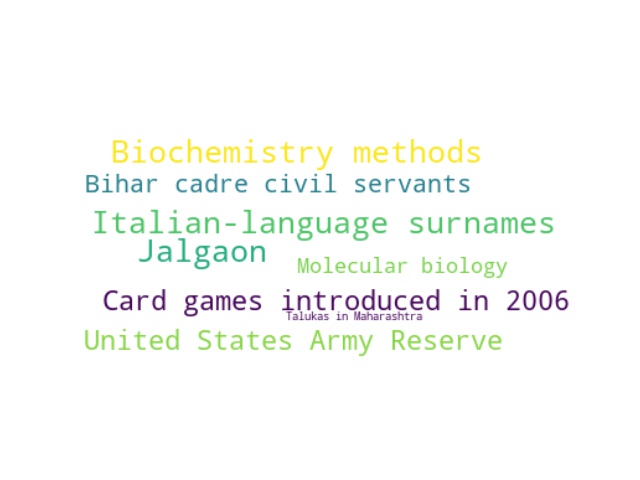 Biochemistry methods
Bihar cadre civil servants
Italian-language surnames
Jalgaon
Molecular biology
Card games introduced in 2006
Talukas in Maharashtra
United States Army Reserve